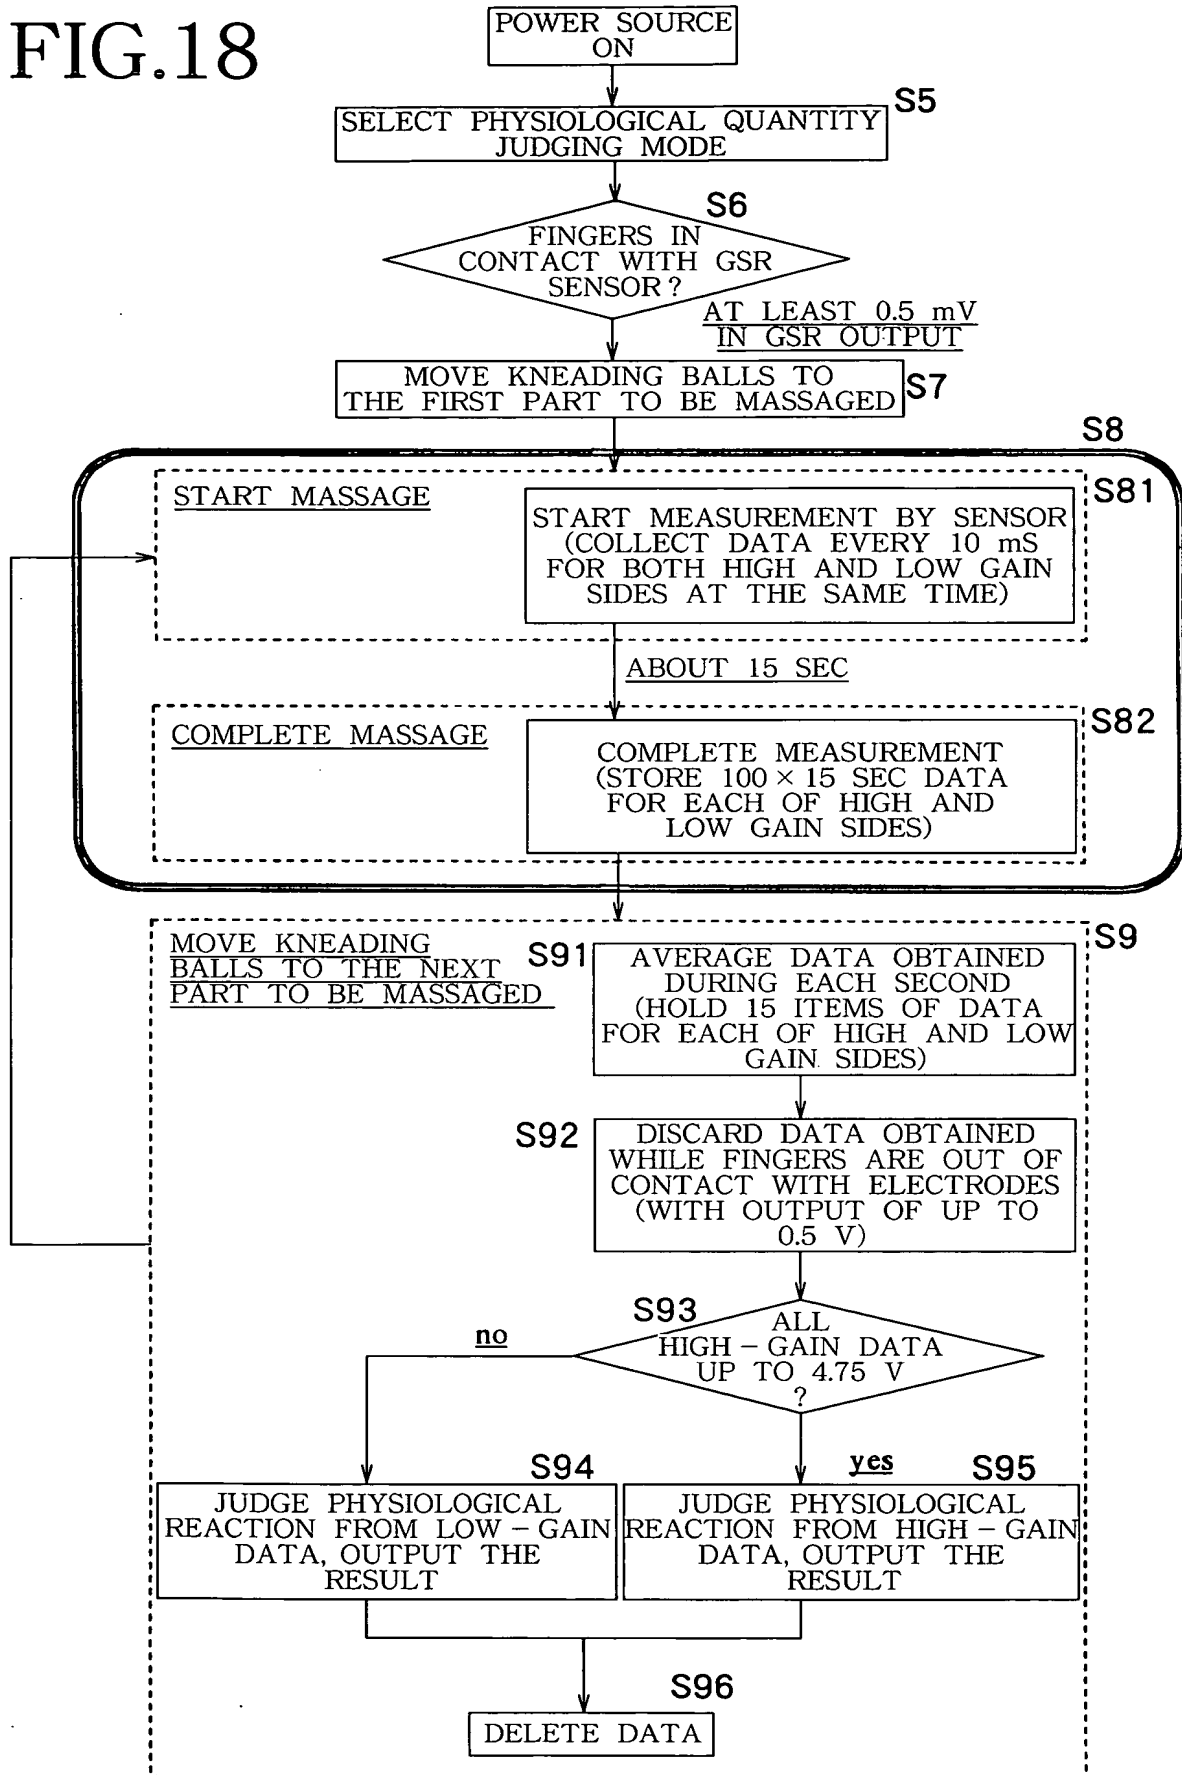 FIG.18
POWER SOURCE
ON
S5
SELECT PHYSIOLOGICAL QUANTITY
JUDGING MODE
S6
FINGERS IN
CONTACT WITH GSR
SENSOR?
AT LEAST 0.5 mV
IN GSR OUTPUT
MOVE KNEADING BALLS TO
THE FIRST PART TO BE MASSAGED
S7
S8
START MASSAGE
S81
START MEASUREMENT BY SENSOR
(COLLECT DATA EVERY 10 mS
FOR BOTH HIGH AND LOW GAIN
SIDES AT THE SAME TIME)
ABOUT 15 SEC
COMPLETE MASSAGE
S82
COMPLETE MEASUREMENT
(STORE 100 × 15 SEC DATA
FOR EACH OF HIGH AND
LOW GAIN SIDES)
S9
MOVE KNEADING
BALLS TO THE NEXT
PART TO BE MASSAGED
S91
AVERAGE DATA OBTAINED
DURING EACH SECOND
(HOLD 15 ITEMS OF DATA
FOR EACH OF HIGH AND LOW
GAIN SIDES)
S92
DISCARD DATA OBTAINED
WHILE FINGERS ARE OUT OF
CONTACT WITH ELECTRODES
(WITH OUTPUT OF UP TO
0.5 V)
S93
ALL
HIGH-GAIN DATA
UP TO 4.75 V
?
no
yes
S94
JUDGE PHYSIOLOGICAL
REACTION FROM LOW-GAIN
DATA, OUTPUT THE
RESULT
S95
JUDGE PHYSIOLOGICAL
REACTION FROM HIGH-GAIN
DATA, OUTPUT THE
RESULT
S96
DELETE DATA